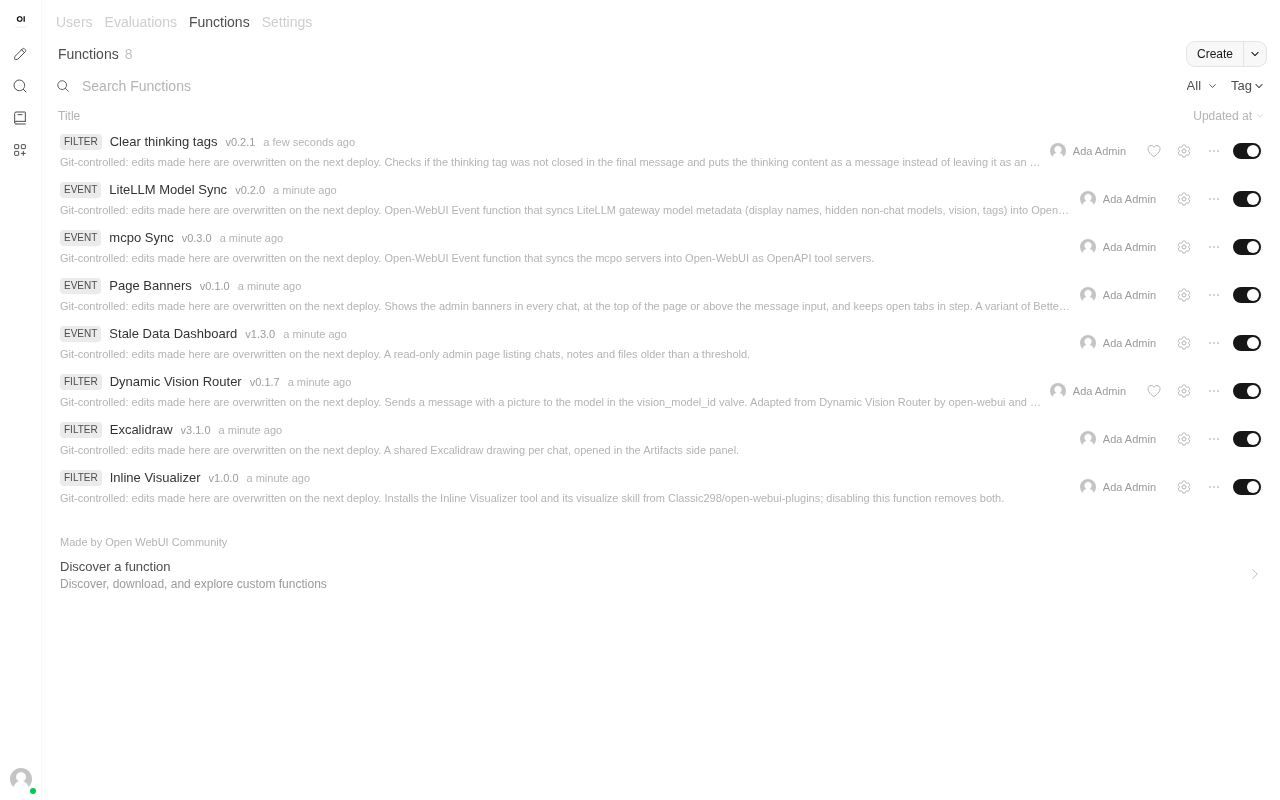 OI
Users Evaluations Functions Settings
Functions 8
Create
Search Functions
All Tag
Title Updated at
FILTER Clear thinking tags v0.2.1 a few seconds ago
Git-controlled: edits made here are overwritten on the next deploy. Checks if the thinking tag was not closed in the final message and puts the thinking content as a message instead of leaving it as an ...
Ada Admin
EVENT LiteLLM Model Sync v0.2.0 a minute ago
Git-controlled: edits made here are overwritten on the next deploy. Open-WebUI Event function that syncs LiteLLM gateway model metadata (display names, hidden non-chat models, vision, tags) into Open...
Ada Admin
EVENT mcpo Sync v0.3.0 a minute ago
Git-controlled: edits made here are overwritten on the next deploy. Open-WebUI Event function that syncs the mcpo servers into Open-WebUI as OpenAPI tool servers.
Ada Admin
EVENT Page Banners v0.1.0 a minute ago
Git-controlled: edits made here are overwritten on the next deploy. Shows the admin banners in every chat, at the top of the page or above the message input, and keeps open tabs in step. A variant of Bette...
Ada Admin
EVENT Stale Data Dashboard v1.3.0 a minute ago
Git-controlled: edits made here are overwritten on the next deploy. A read-only admin page listing chats, notes and files older than a threshold.
Ada Admin
FILTER Dynamic Vision Router v0.1.7 a minute ago
Git-controlled: edits made here are overwritten on the next deploy. Sends a message with a picture to the model in the vision_model_id valve. Adapted from Dynamic Vision Router by open-webui and ...
Ada Admin
FILTER Excalidraw v3.1.0 a minute ago
Git-controlled: edits made here are overwritten on the next deploy. A shared Excalidraw drawing per chat, opened in the Artifacts side panel.
Ada Admin
FILTER Inline Visualizer v1.0.0 a minute ago
Git-controlled: edits made here are overwritten on the next deploy. Installs the Inline Visualizer tool and its visualize skill from Classic298/open-webui-plugins; disabling this function removes both.
Ada Admin
Made by Open WebUI Community
Discover a function
Discover, download, and explore custom functions